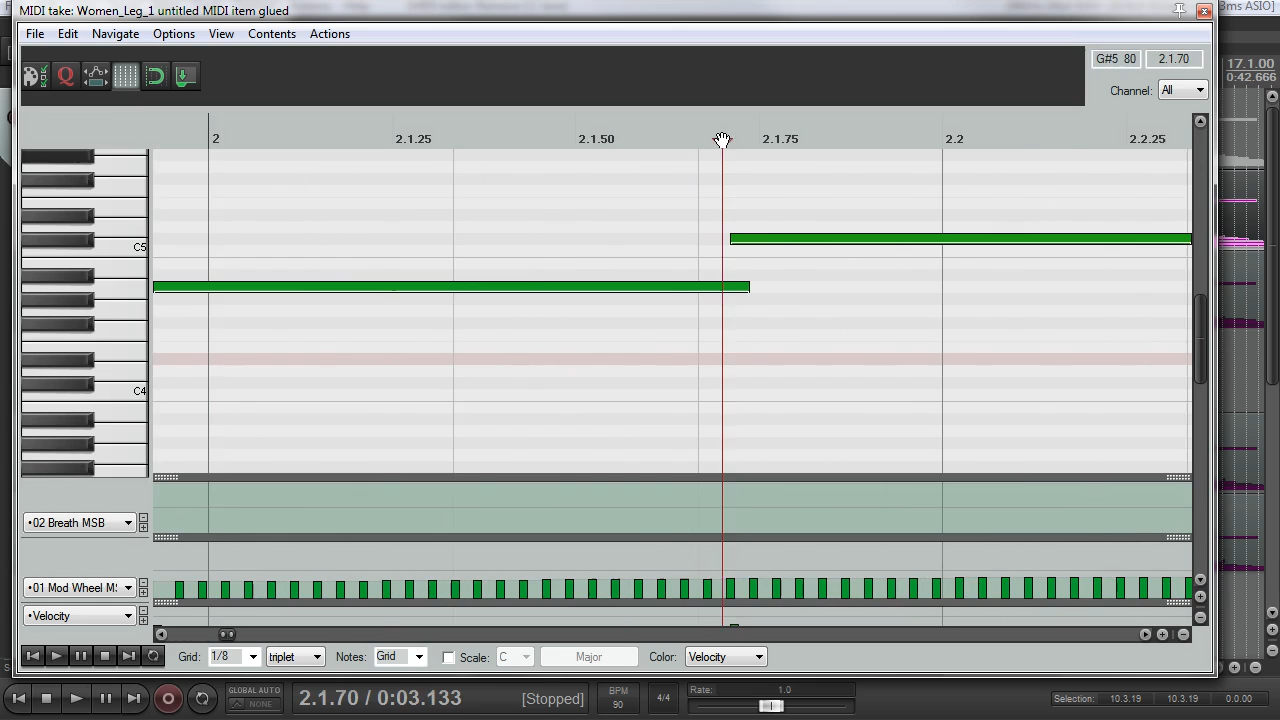 MIDI take: Women_Leg_1 untitled MIDI item glued
3ms ASIO
File Edit Navigate Options View Contents Actions
G#5 80 2.1.70
Channel: All
17.1.00
0:42.666
2 2.1.25 2.1.50 2.1.75 2.2 2.2.25
C5
C4
•02 Breath MSB
•01 Mod Wheel M
•Velocity
Grid: 1/8 triplet Notes: Grid Scale: C Major Color: Velocity
GLOBAL AUTO
NONE
2.1.70 / 0:03.133 [Stopped]
BPM
90
4/4
Rate: 1.0
Selection: 10.3.19 10.3.19 0.0.00